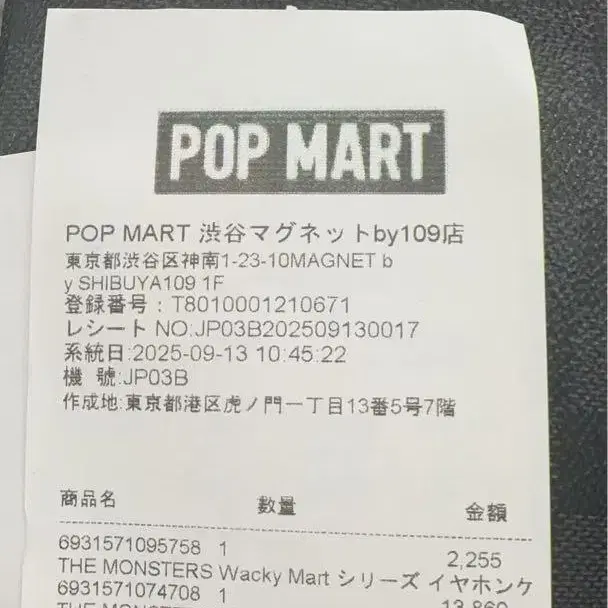 POP MART
POP MART 渋谷マグネットby109店
東京都渋谷区神南1-23-10MAGNET b
y SHIBUYA109 1F
登録番号：T8010001210671
レシート NO:JP03B202509130017
系統日:2025-09-13 10:45:22
機 號:JP03B
作成地:東京都港区虎ノ門一丁目13番5号7階
商品名 数量 金額
6931571095758 1 2,255
THE MONSTERS Wacky Mart シリーズ イヤホンケ
6931571074708 1 13,860